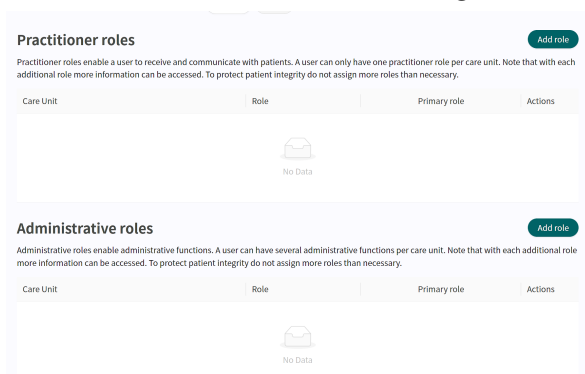 Practitioner roles
Add role
Practitioner roles enable a user to receive and communicate with patients. A user can only have one practitioner role per care unit. Note that with each
additional role more information can be accessed. To protect patient integrity do not assign more roles than necessary.
Care Unit Role Primary role Actions
No Data
Administrative roles
Add role
Administrative roles enable administrative functions. A user can have several administrative functions per care unit. Note that with each additional role
more information can be accessed. To protect patient integrity do not assign more roles than necessary.
Care Unit Role Primary role Actions
No Data